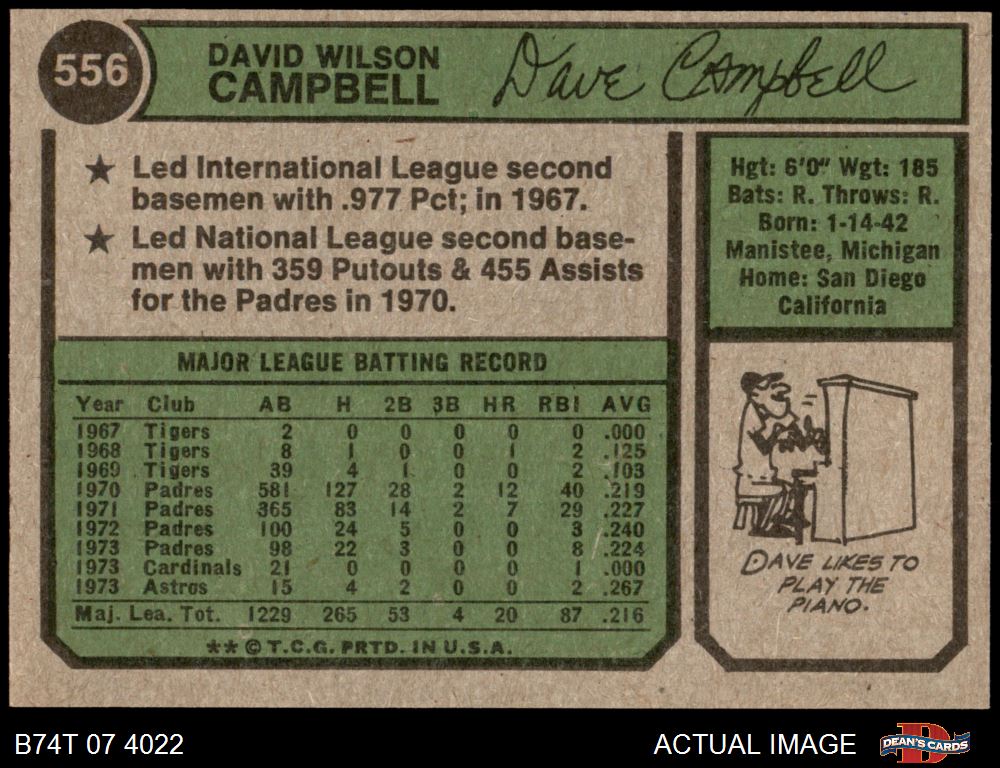 556
DAVID WILSON
CAMPBELL
Dave Campbell
★ Led International League second
basemen with .977 Pct; in 1967.
★ Led National League second base-
men with 359 Putouts & 455 Assists
for the Padres in 1970.
Hgt: 6'0" Wgt: 185
Bats: R. Throws: R.
Born: 1-14-42
Manistee, Michigan
Home: San Diego
California
MAJOR LEAGUE BATTING RECORD
Year Club AB H 2B 3B HR RBI AVG
1967 Tigers 2 0 0 0 0 0 .000
1968 Tigers 8 1 0 0 1 2 .125
1969 Tigers 39 4 1 0 0 2 .103
1970 Padres 581 127 28 2 12 40 .219
1971 Padres 365 83 14 2 7 29 .227
1972 Padres 100 24 5 0 0 3 .240
1973 Padres 98 22 3 0 0 8 .224
1973 Cardinals 21 0 0 0 0 1 .000
1973 Astros 15 4 2 0 0 2 .267
Maj. Lea. Tot. 1229 265 53 4 20 87 .216
** © T.C.G. PRTD. IN U.S.A.
DAVE LIKES TO
PLAY THE
PIANO.
B74T 07 4022
ACTUAL IMAGE
D
DEAN'S CARDS